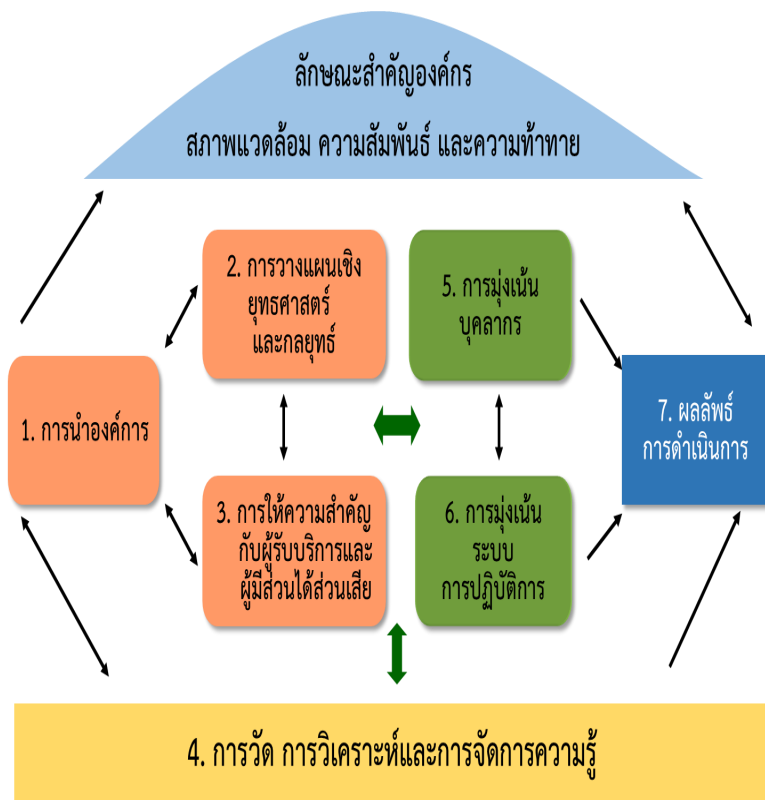 ลักษณะสำคัญองค์กร
สภาพแวดล้อม ความสัมพันธ์ และความท้าทาย
1. การนำองค์การ
2. การวางแผนเชิง
ยุทธศาสตร์
และกลยุทธ์
3. การให้ความสำคัญ
กับผู้รับบริการและ
ผู้มีส่วนได้ส่วนเสีย
5. การมุ่งเน้น
บุคลากร
6. การมุ่งเน้น
ระบบ
การปฏิบัติการ
7. ผลลัพธ์
การดำเนินการ
4. การวัด การวิเคราะห์และการจัดการความรู้